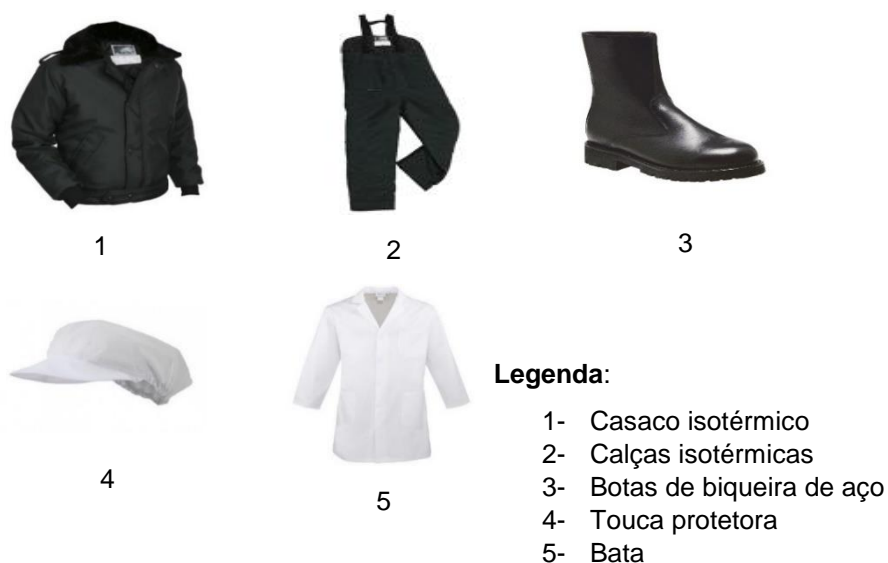 1
2
3
4
5
Legenda:
1- Casaco isotérmico
2- Calças isotérmicas
3- Botas de biqueira de aço
4- Touca protetora
5- Bata